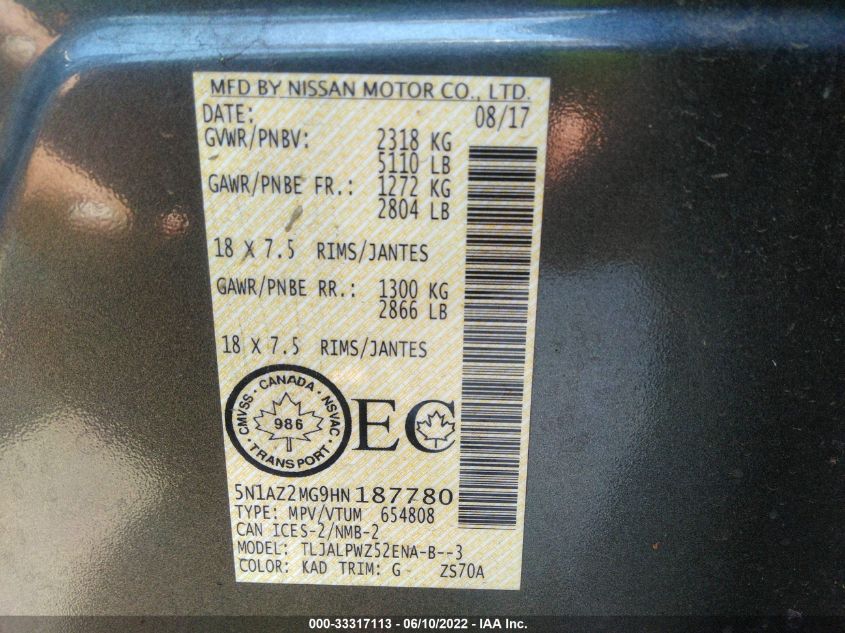 MFD BY NISSAN MOTOR CO., LTD.
DATE: 08/17
GVWR/PNBV: 2318 KG
5110 LB
GAWR/PNBE FR.: 1272 KG
2804 LB
18 X 7.5 RIMS/JANTES
GAWR/PNBE RR.: 1300 KG
2866 LB
18 X 7.5 RIMS/JANTES
CMVSS · CANADA · NSVAC · TRANSPORT ·
986
EC
5N1AZ2MG9HN187780
TYPE: MPV/VTUM 654808
CAN ICES-2/NMB-2
MODEL: TLJALPWZ52ENA-B--3
COLOR: KAD TRIM: G ZS70A
000-33317113 - 06/10/2022 - IAA Inc.